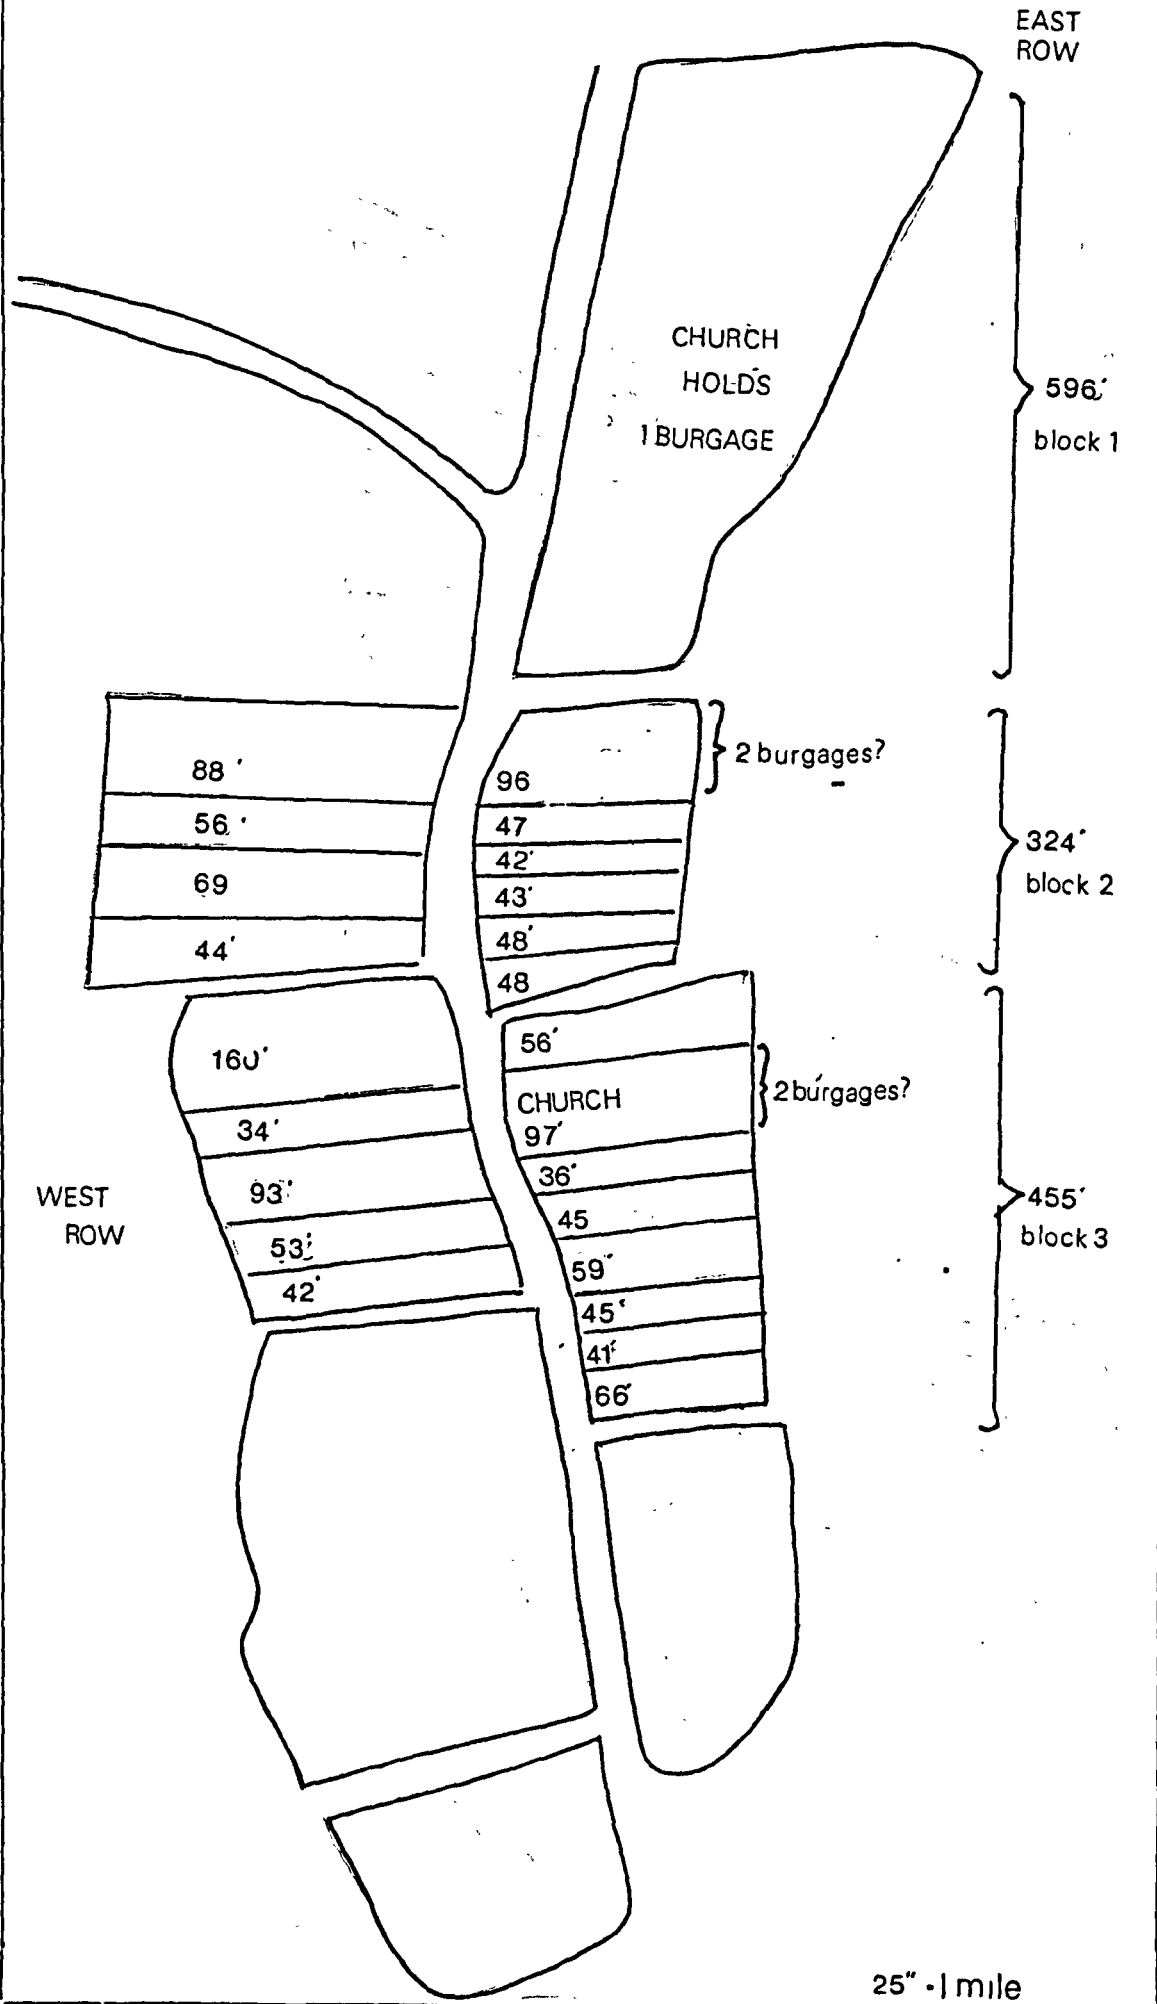 EAST
ROW
CHURCH
HOLDS
1 BURGAGE
596'
block 1
2 burgages?
88'
56'
69
44'
96
47
42'
43'
48'
48
324'
block 2
160'
34'
93'
53'
42'
WEST
ROW
56'
CHURCH
97'
36'
45
59'
45'
41'
66'
2 burgages?
455'
block 3
25" · 1 mile